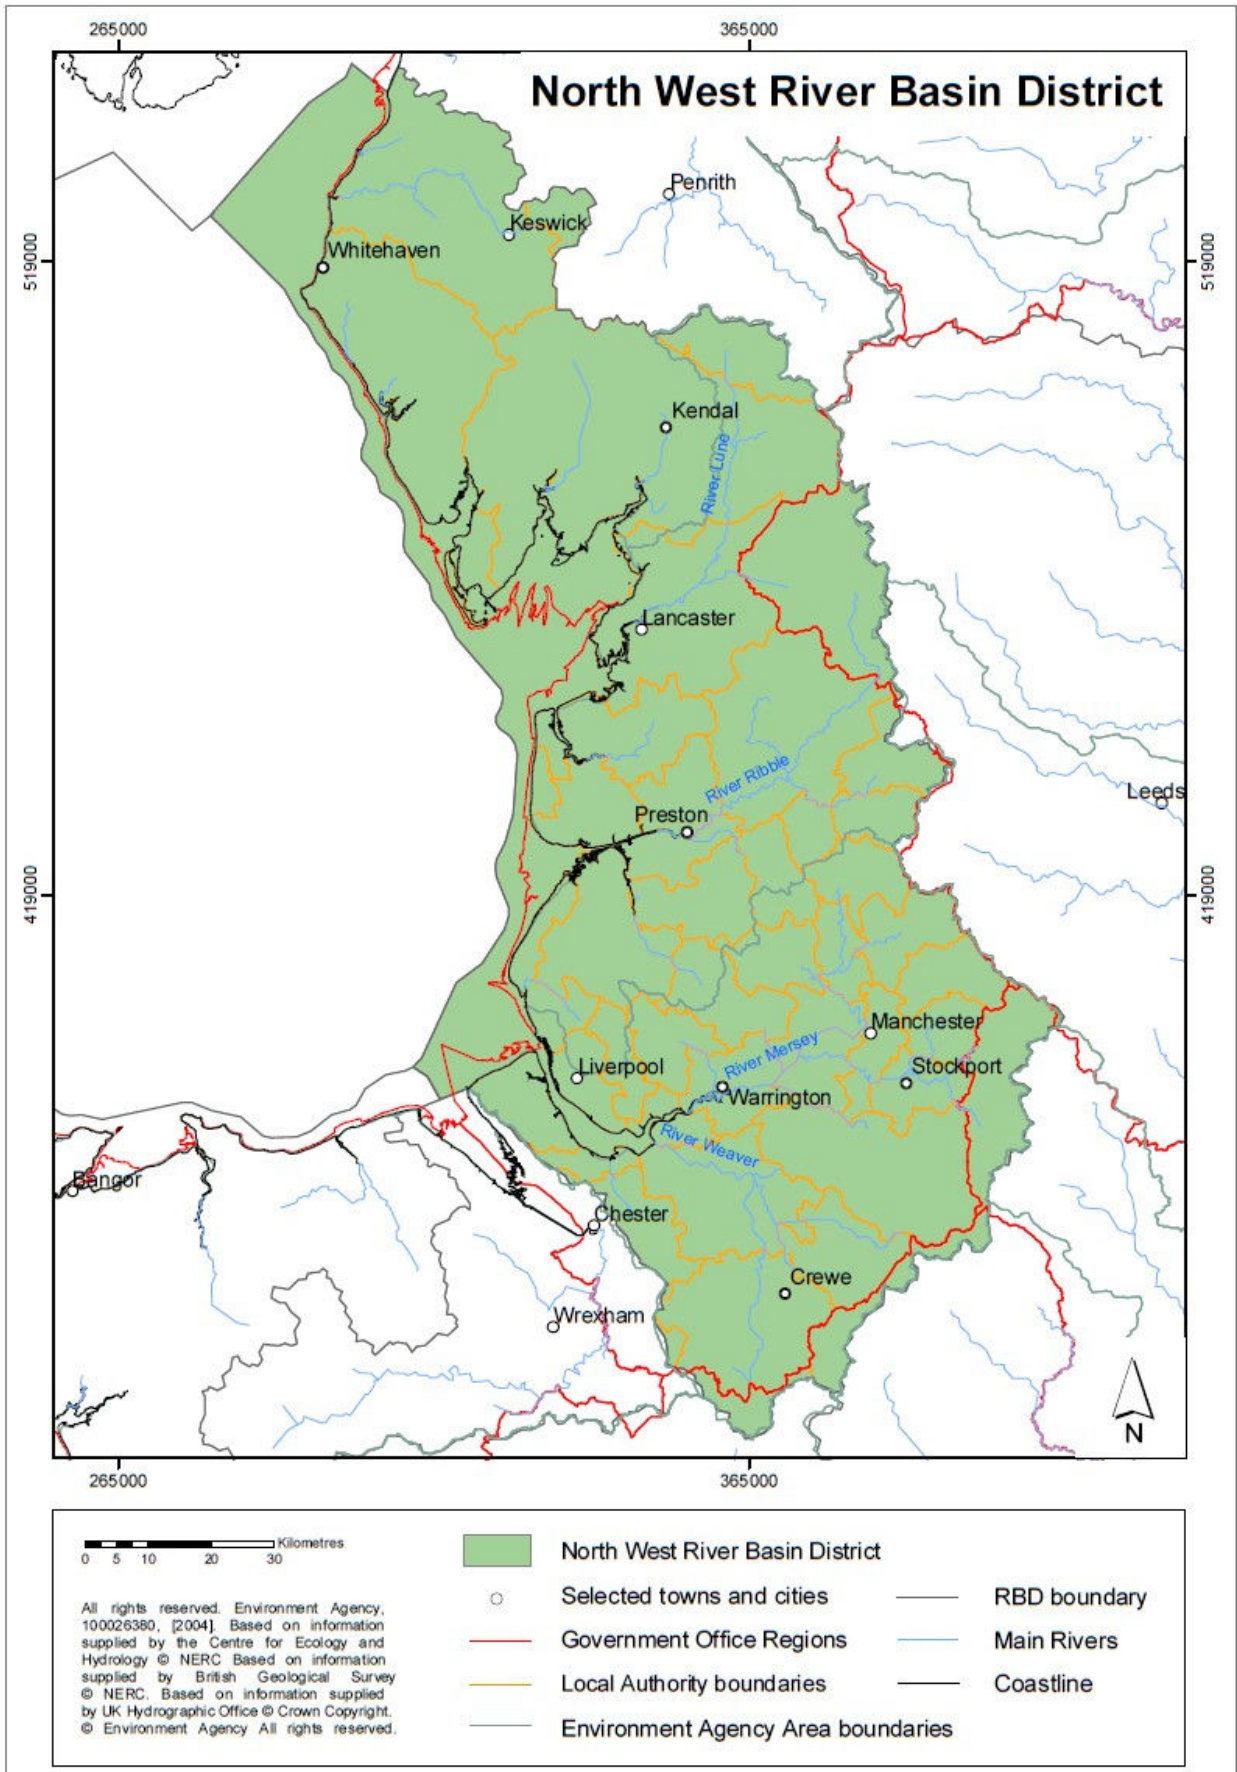 265000
365000
North West River Basin District
Penrith
Keswick
Whitehaven
519000
519000
Kendal
River Lune
Lancaster
River Ribble
Leeds
Preston
419000
419000
Manchester
River Mersey
Liverpool
Stockport
Warrington
River Weaver
Bangor
Chester
Crewe
Wrexham
N
265000
365000
Kilometres
0 5 10 20 30
All rights reserved. Environment Agency,
100026380, [2004]. Based on information
supplied by the Centre for Ecology and
Hydrology © NERC Based on information
supplied by British Geological Survey
© NERC. Based on information supplied
by UK Hydrographic Office © Crown Copyright.
© Environment Agency All rights reserved.
North West River Basin District
Selected towns and cities
Government Office Regions
Local Authority boundaries
Environment Agency Area boundaries
RBD boundary
Main Rivers
Coastline